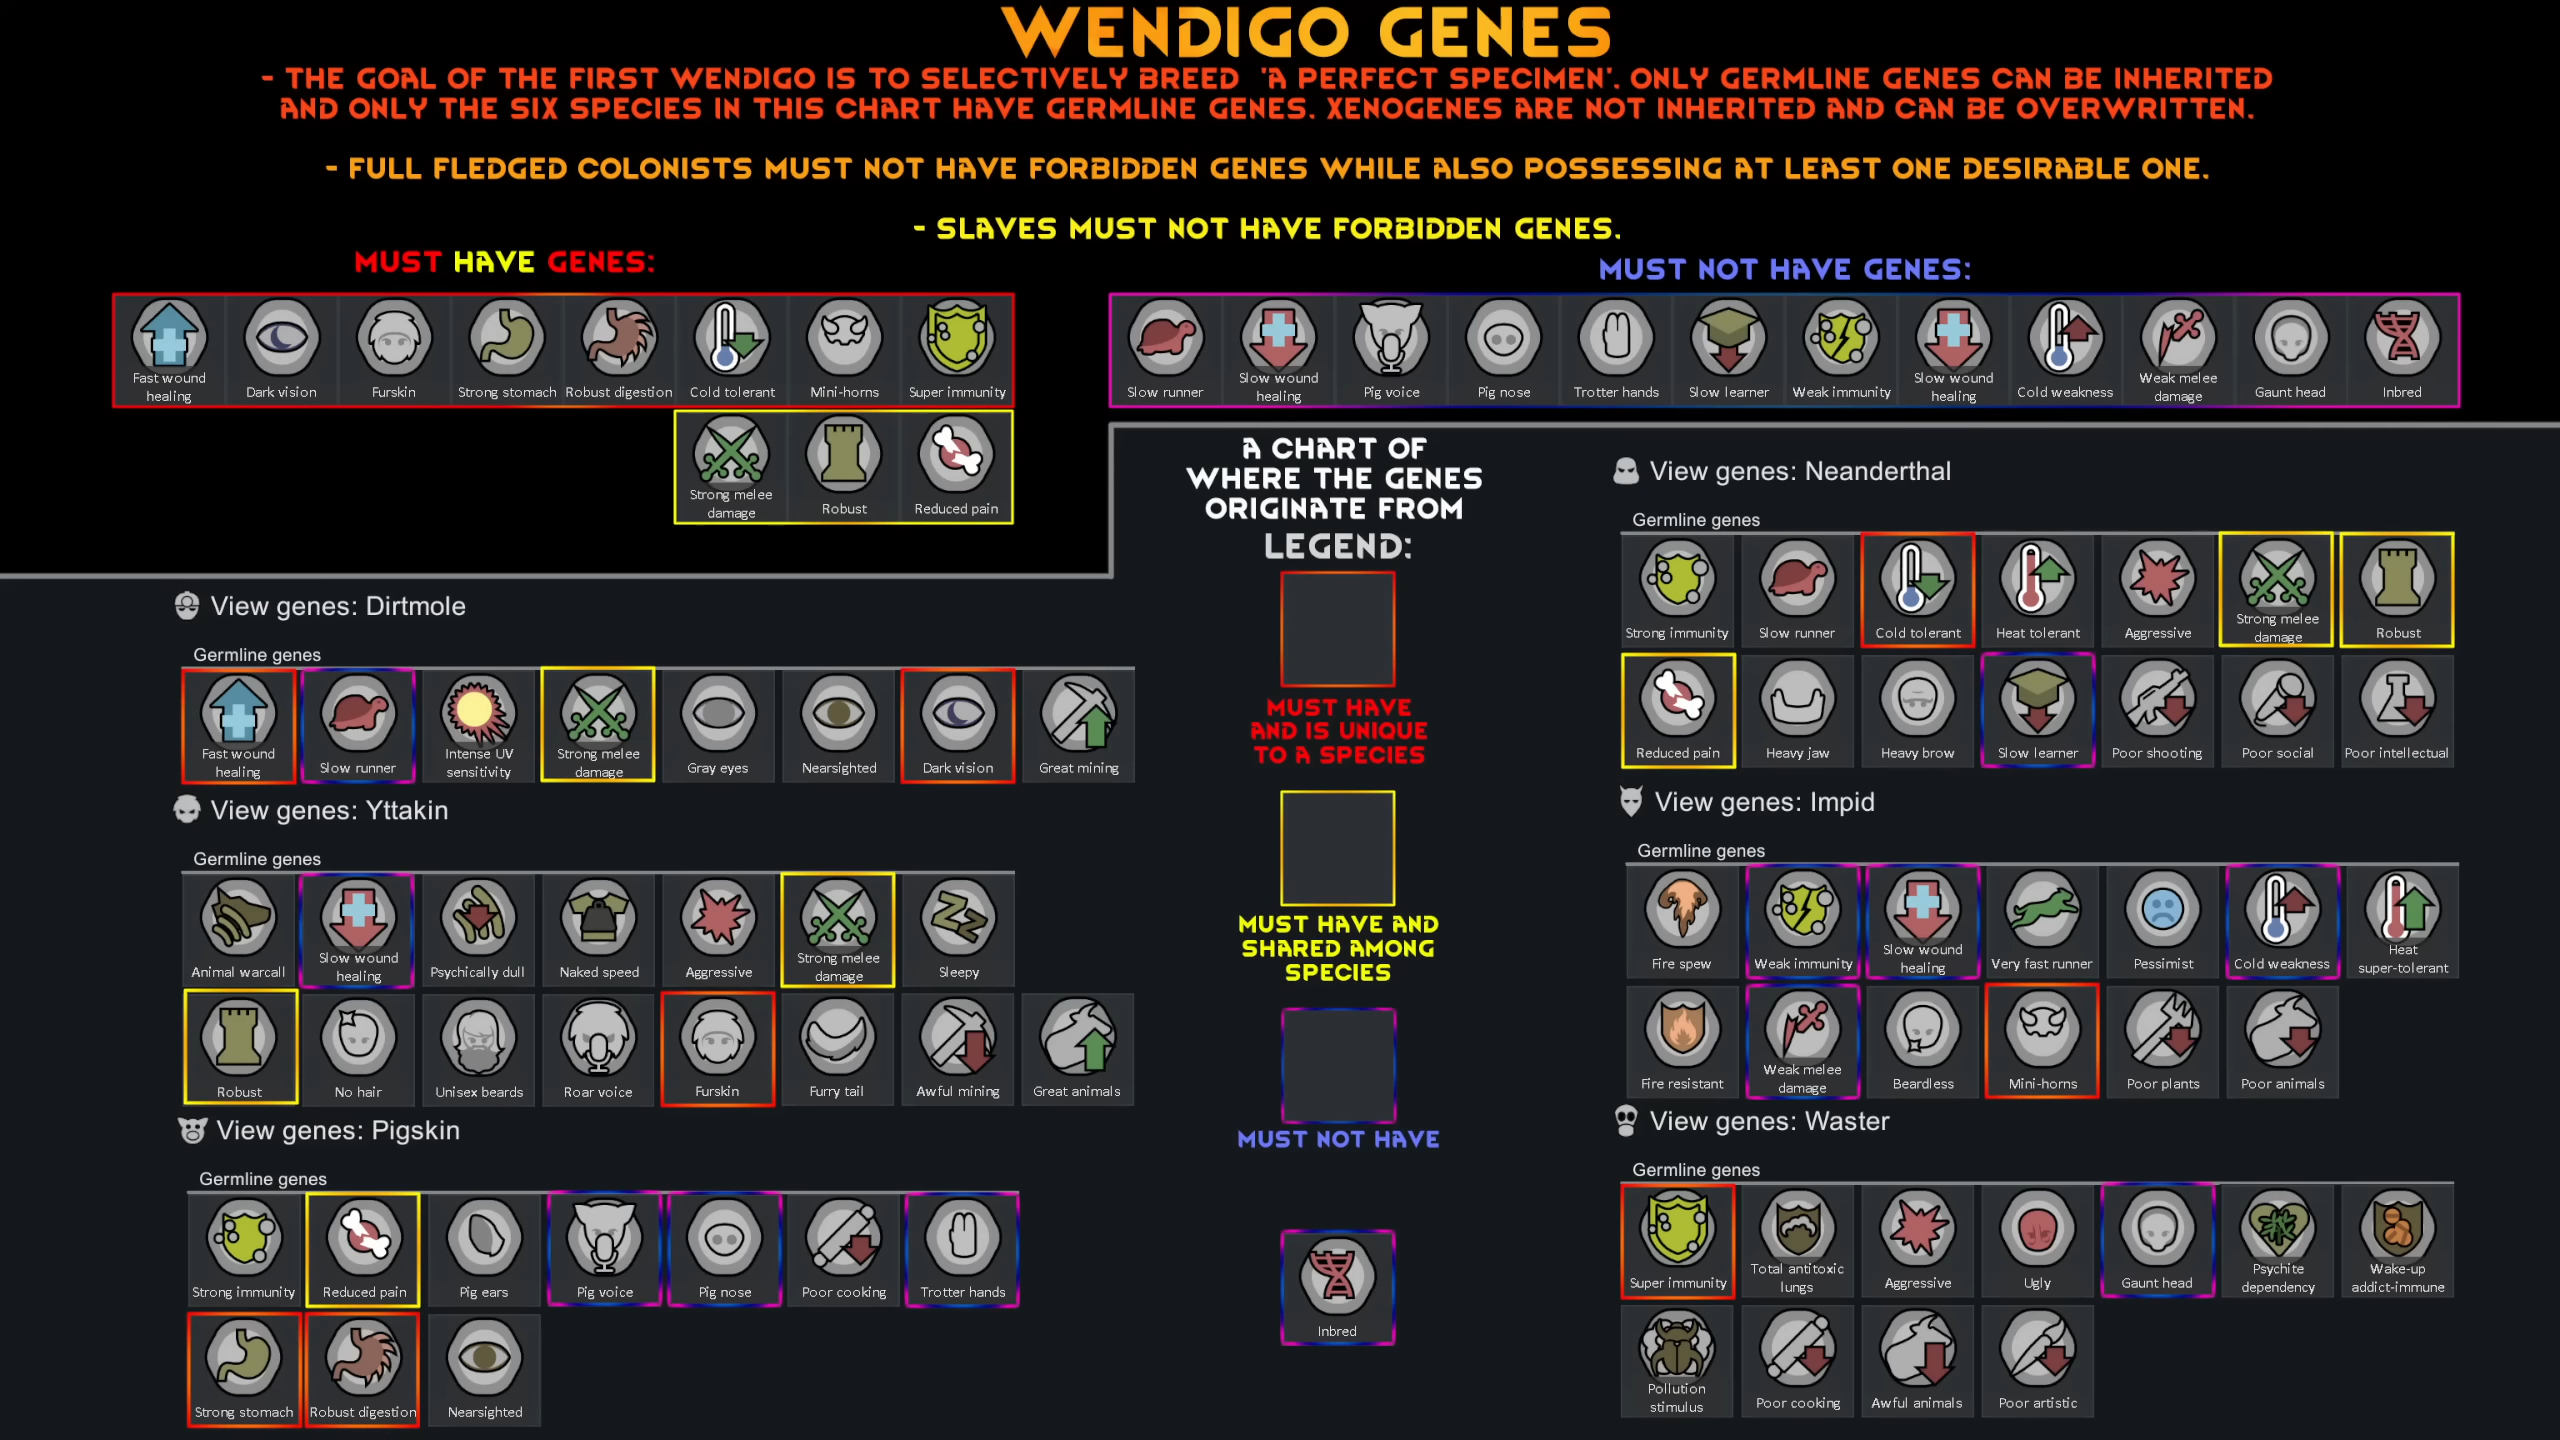 WENDIGO GENES
- THE GOAL OF THE FIRST WENDIGO IS TO SELECTIVELY BREED 'A PERFECT SPECIMEN'. ONLY GERMLINE GENES CAN BE INHERITED
AND ONLY THE SIX SPECIES IN THIS CHART HAVE GERMLINE GENES. XENOGENES ARE NOT INHERITED AND CAN BE OVERWRITTEN.
- FULL FLEDGED COLONISTS MUST NOT HAVE FORBIDDEN GENES WHILE ALSO POSSESSING AT LEAST ONE DESIRABLE ONE.
- SLAVES MUST NOT HAVE FORBIDDEN GENES.
MUST HAVE GENES:
Fast wound healing
Dark vision
Furskin
Strong stomach
Robust digestion
Cold tolerant
Mini-horns
Super immunity
Strong melee damage
Robust
Reduced pain
MUST NOT HAVE GENES:
Slow runner
Slow wound healing
Pig voice
Pig nose
Trotter hands
Slow learner
Weak immunity
Slow wound healing
Cold weakness
Weak melee damage
Gaunt head
Inbred
A CHART OF
WHERE THE GENES
ORIGINATE FROM
LEGEND:
MUST HAVE
AND IS UNIQUE
TO A SPECIES
MUST HAVE AND
SHARED AMONG
SPECIES
MUST NOT HAVE
Inbred
View genes: Dirtmole
Germline genes
Fast wound healing
Slow runner
Intense UV sensitivity
Strong melee damage
Gray eyes
Nearsighted
Dark vision
Great mining
View genes: Yttakin
Germline genes
Animal warcall
Slow wound healing
Psychically dull
Naked speed
Aggressive
Strong melee damage
Sleepy
Robust
No hair
Unisex beards
Roar voice
Furskin
Furry tail
Awful mining
Great animals
View genes: Pigskin
Germline genes
Strong immunity
Reduced pain
Pig ears
Pig voice
Pig nose
Poor cooking
Trotter hands
Strong stomach
Robust digestion
Nearsighted
View genes: Neanderthal
Germline genes
Strong immunity
Slow runner
Cold tolerant
Heat tolerant
Aggressive
Strong melee damage
Robust
Reduced pain
Heavy jaw
Heavy brow
Slow learner
Poor shooting
Poor social
Poor intellectual
View genes: Impid
Germline genes
Fire spew
Weak immunity
Slow wound healing
Very fast runner
Pessimist
Cold weakness
Heat super-tolerant
Fire resistant
Weak melee damage
Beardless
Mini-horns
Poor plants
Poor animals
View genes: Waster
Germline genes
Super immunity
Total antitoxic lungs
Aggressive
Ugly
Gaunt head
Psychite dependency
Wake-up addict-immune
Pollution stimulus
Poor cooking
Awful animals
Poor artistic